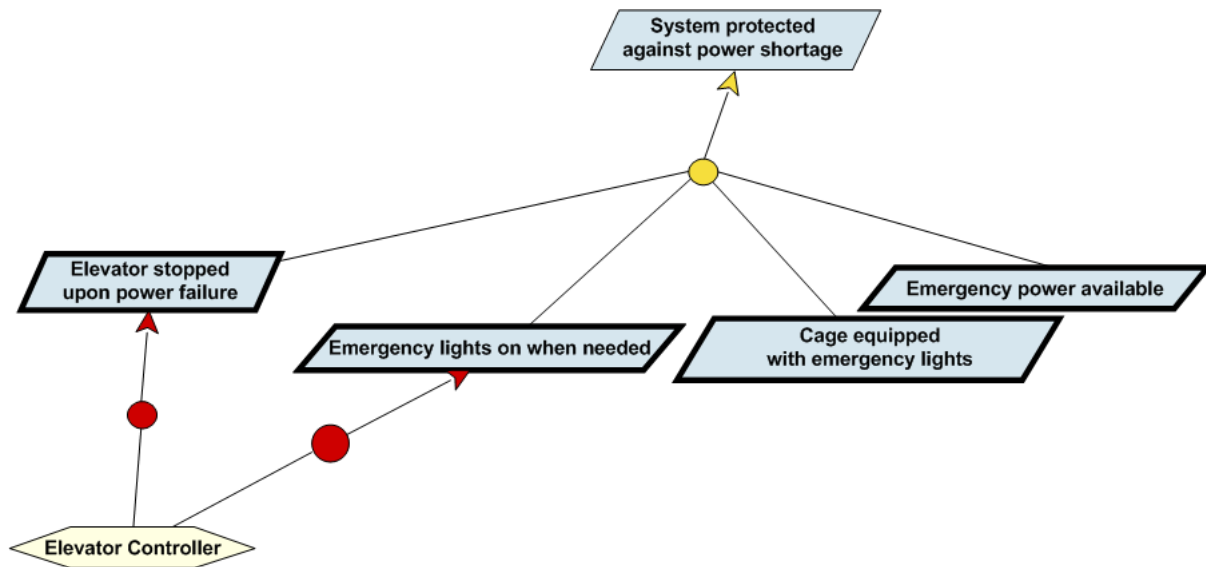 System protected
against power shortage
Elevator stopped
upon power failure
Emergency power available
Emergency lights on when needed
Cage equipped
with emergency lights
Elevator Controller